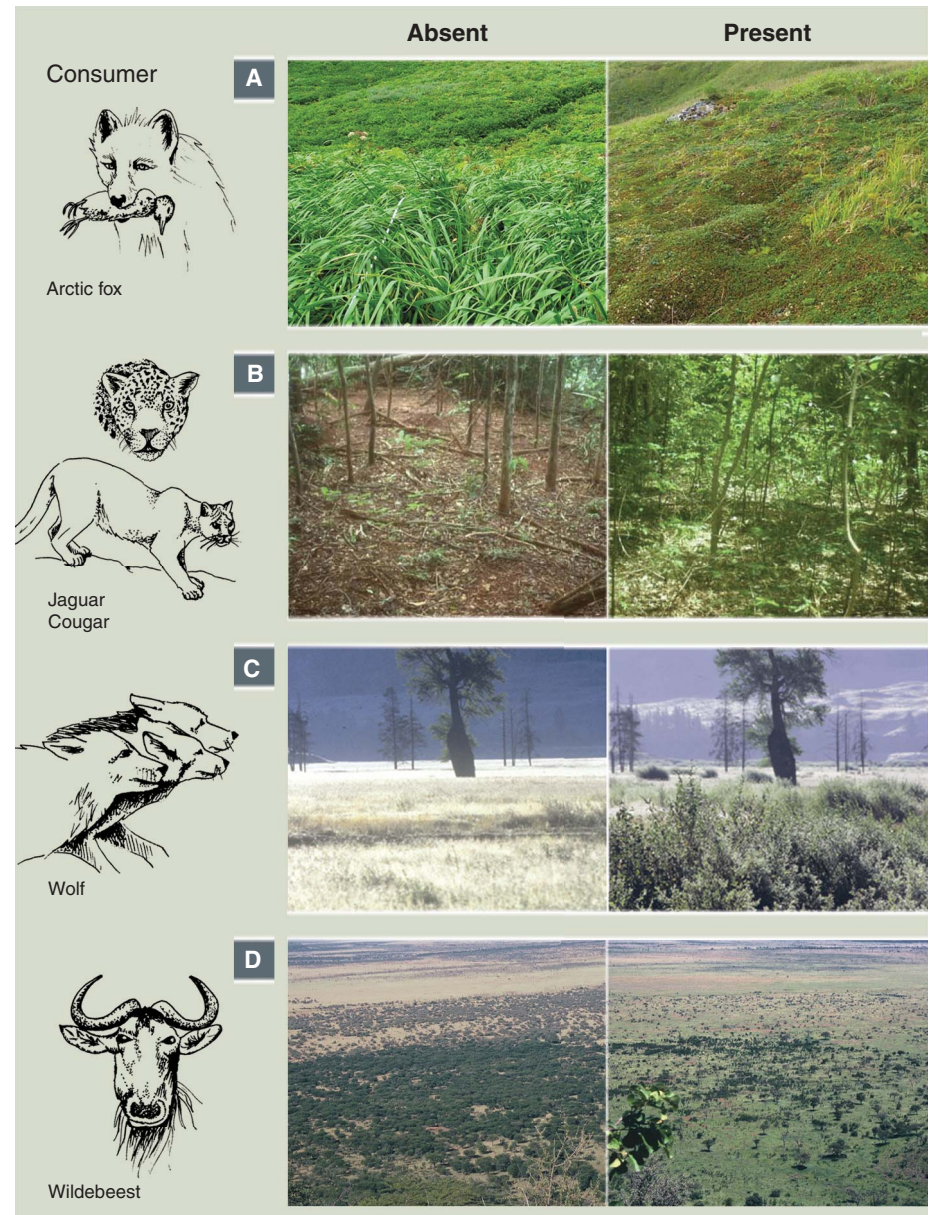 Absent
Present
Consumer
A
Arctic fox
B
Jaguar
Cougar
C
Wolf
D
Wildebeest